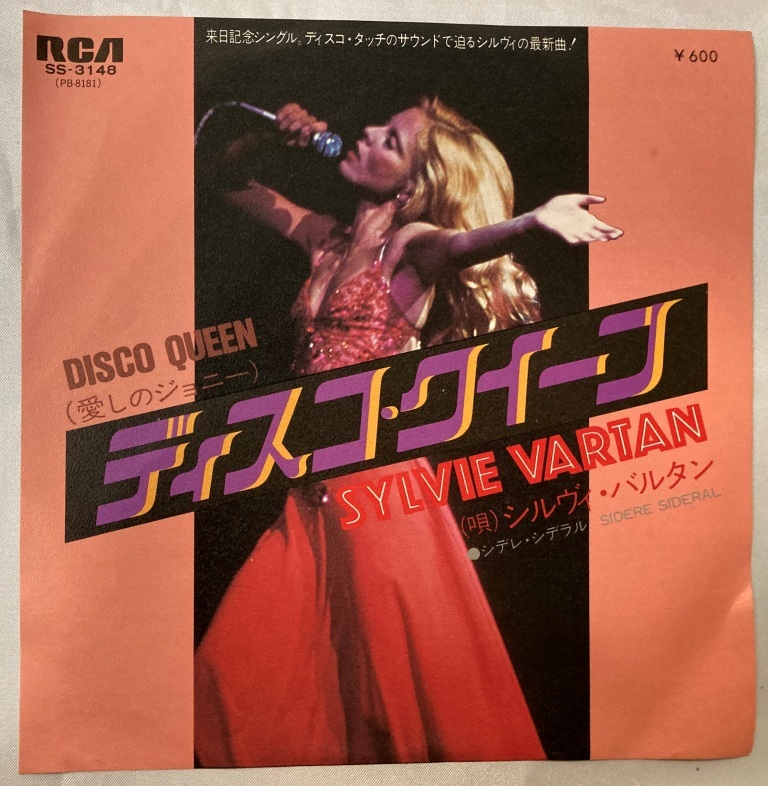 来日記念シングル。ディスコ・タッチのサウンドで迫るシルヴィの最新曲!
RCA
SS-3148
(PB-8181)
¥600
DISCO QUEEN
(愛しのジョニー)
ディスコ・クイーン
SYLVIE VARTAN
(唄)シルヴィ・バルタン
●シデレ・シデラル SIDERE SIDERAL